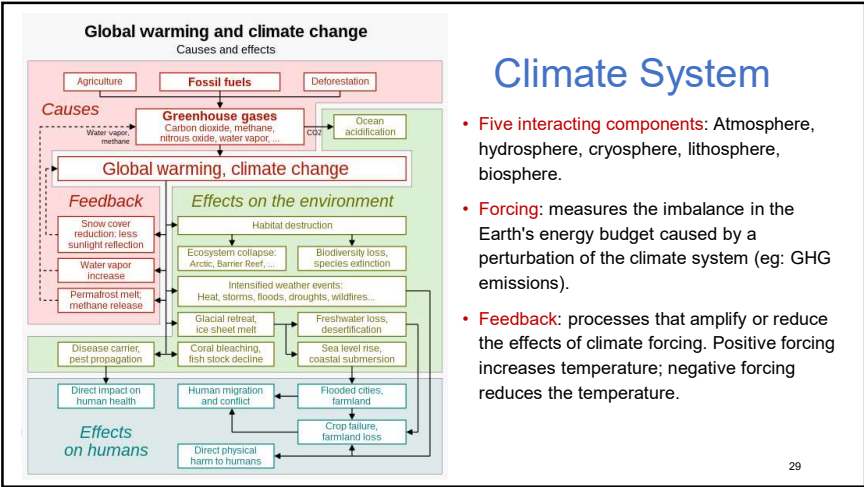 Global warming and climate change
Causes and effects
Agriculture
Fossil fuels
Deforestation
Causes
Greenhouse gases
Carbon dioxide, methane,
nitrous oxide, water vapor, ...
Water vapor,
methane
CO2
Ocean
acidification
Global warming, climate change
Feedback
Effects on the environment
Snow cover
reduction: less
sunlight reflection
Habitat destruction
Ecosystem collapse:
Arctic, Barrier Reef, ...
Biodiversity loss,
species extinction
Water vapor
increase
Intensified weather events:
Heat, storms, floods, droughts, wildfires...
Permafrost melt;
methane release
Glacial retreat,
ice sheet melt
Freshwater loss,
desertification
Disease carrier,
pest propagation
Coral bleaching,
fish stock decline
Sea level rise,
coastal submersion
Direct impact on
human health
Human migration
and conflict
Flooded cities,
farmland
Effects
on humans
Crop failure,
farmland loss
Direct physical
harm to humans
Climate System
• Five interacting components: Atmosphere,
hydrosphere, cryosphere, lithosphere,
biosphere.
• Forcing: measures the imbalance in the
Earth's energy budget caused by a
perturbation of the climate system (eg: GHG
emissions).
• Feedback: processes that amplify or reduce
the effects of climate forcing. Positive forcing
increases temperature; negative forcing
reduces the temperature.
29